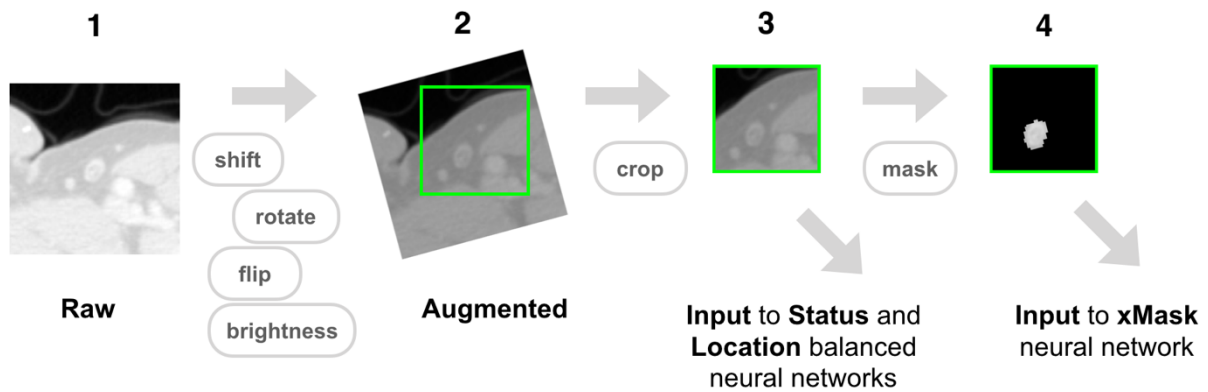 1
2
3
4
shift
rotate
flip
brightness
crop
mask
Raw
Augmented
Input to Status and
Location balanced
neural networks
Input to xMask
neural network